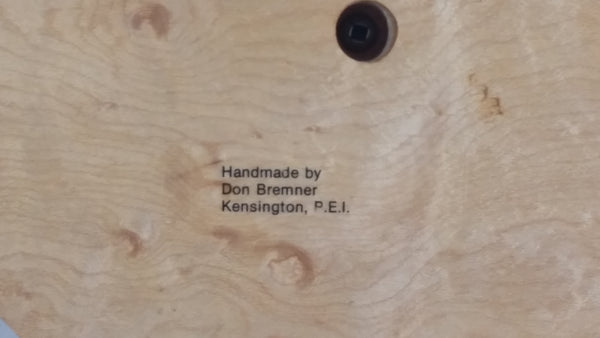 Handmade by
Don Bremner
Kensington, P.E.I.